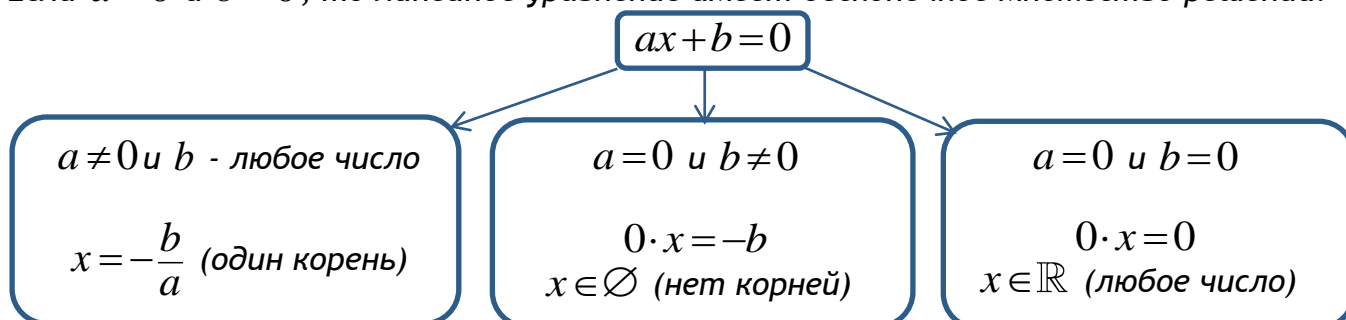 ax+b=0
a≠0 и b - любое число
x=-b/a (один корень)
a=0 и b≠0
0·x=-b
x∈∅ (нет корней)
a=0 и b=0
0·x=0
x∈ℝ (любое число)